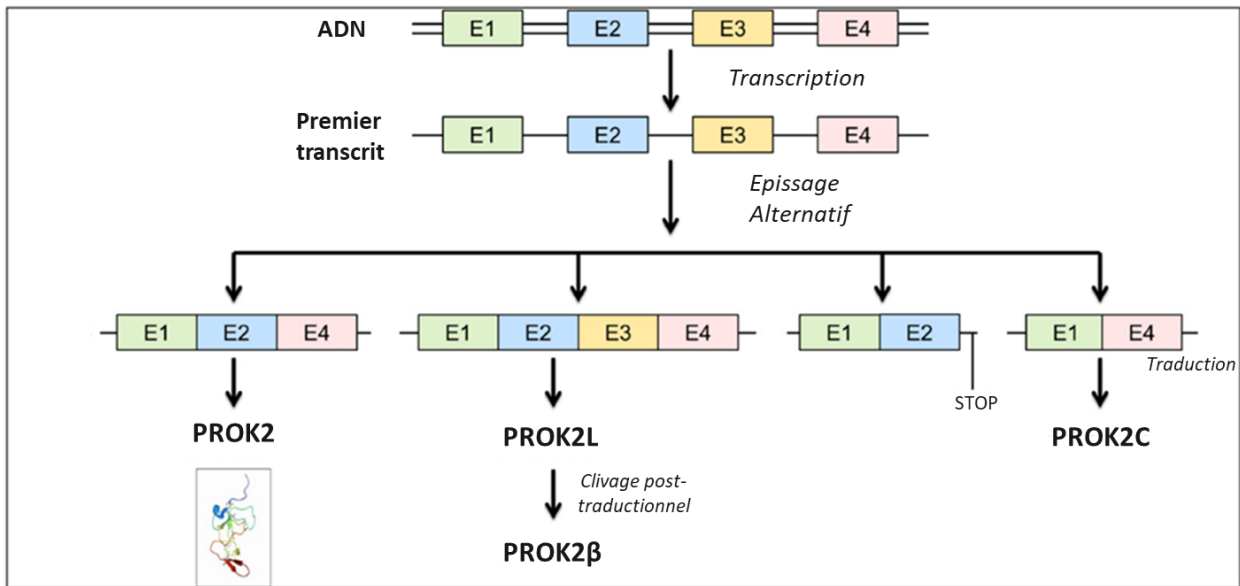 ADN
E1 E2 E3 E4
Transcription
Premier
transcrit
E1 E2 E3 E4
Epissage
Alternatif
E1 E2 E4
E1 E2 E3 E4
E1 E2
E1 E4
Traduction
STOP
PROK2
PROK2L
PROK2C
Clivage post-
traductionnel
PROK2β